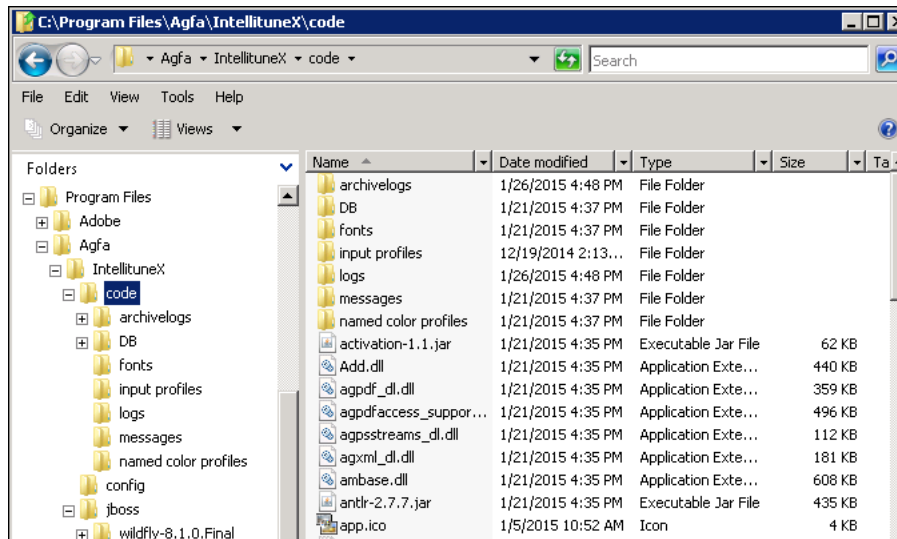 C:\Program Files\Agfa\IntellituneX\code
Agfa IntellituneX code Search
File Edit View Tools Help
Organize Views
Folders
Program Files
Adobe
Agfa
IntellituneX
code
archivelogs
DB
fonts
input profiles
logs
messages
named color profiles
config
jboss
wildfly-8.1.0.Final
Name Date modified Type Size Ta
archivelogs 1/26/2015 4:48 PM File Folder
DB 1/21/2015 4:37 PM File Folder
fonts 1/21/2015 4:37 PM File Folder
input profiles 12/19/2014 2:13... File Folder
logs 1/26/2015 4:48 PM File Folder
messages 1/21/2015 4:37 PM File Folder
named color profiles 1/21/2015 4:37 PM File Folder
activation-1.1.jar 1/21/2015 4:35 PM Executable Jar File 62 KB
Add.dll 1/21/2015 4:35 PM Application Exte... 440 KB
agpdf_dl.dll 1/21/2015 4:35 PM Application Exte... 359 KB
agpdfaccess_suppor... 1/21/2015 4:35 PM Application Exte... 496 KB
agpsstreams_dl.dll 1/21/2015 4:35 PM Application Exte... 112 KB
agxml_dl.dll 1/21/2015 4:35 PM Application Exte... 181 KB
ambase.dll 1/21/2015 4:35 PM Application Exte... 608 KB
antlr-2.7.7.jar 1/21/2015 4:35 PM Executable Jar File 435 KB
app.ico 1/5/2015 10:52 AM Icon 4 KB